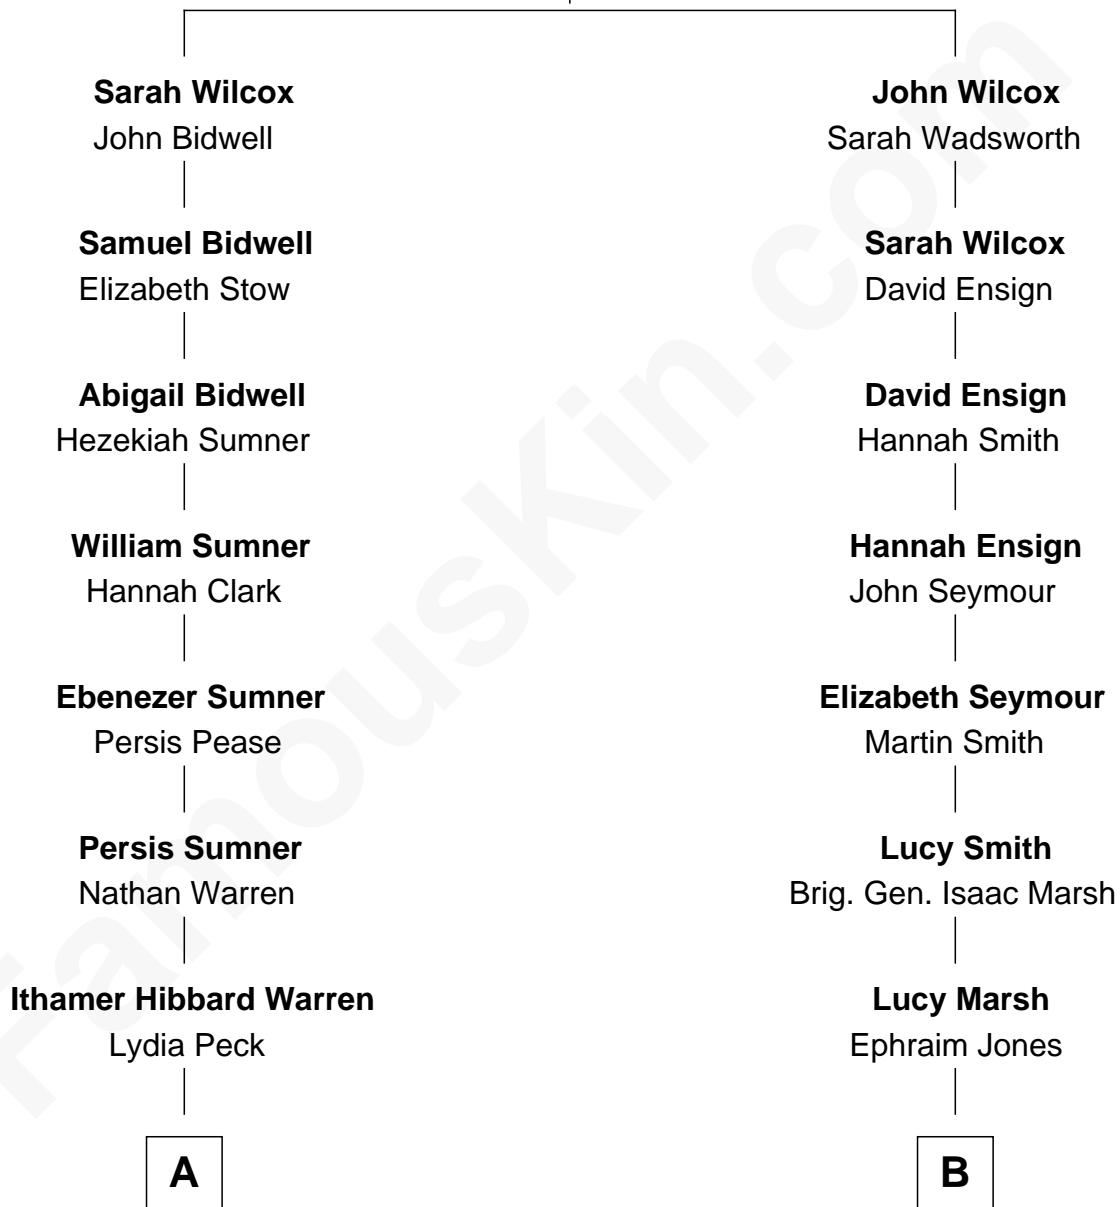 Sarah Wilcox
John Bidwell
Samuel Bidwell
Elizabeth Stow
Abigail Bidwell
Hezekiah Sumner
William Sumner
Hannah Clark
Ebenezer Sumner
Persis Pease
Persis Sumner
Nathan Warren
Ithamer Hibbard Warren
Lydia Peck
A
John Wilcox
Sarah Wadsworth
Sarah Wilcox
David Ensign
David Ensign
Hannah Smith
Hannah Ensign
John Seymour
Elizabeth Seymour
Martin Smith
Lucy Smith
Brig. Gen. Isaac Marsh
Lucy Marsh
Ephraim Jones
B
FamousKin.com